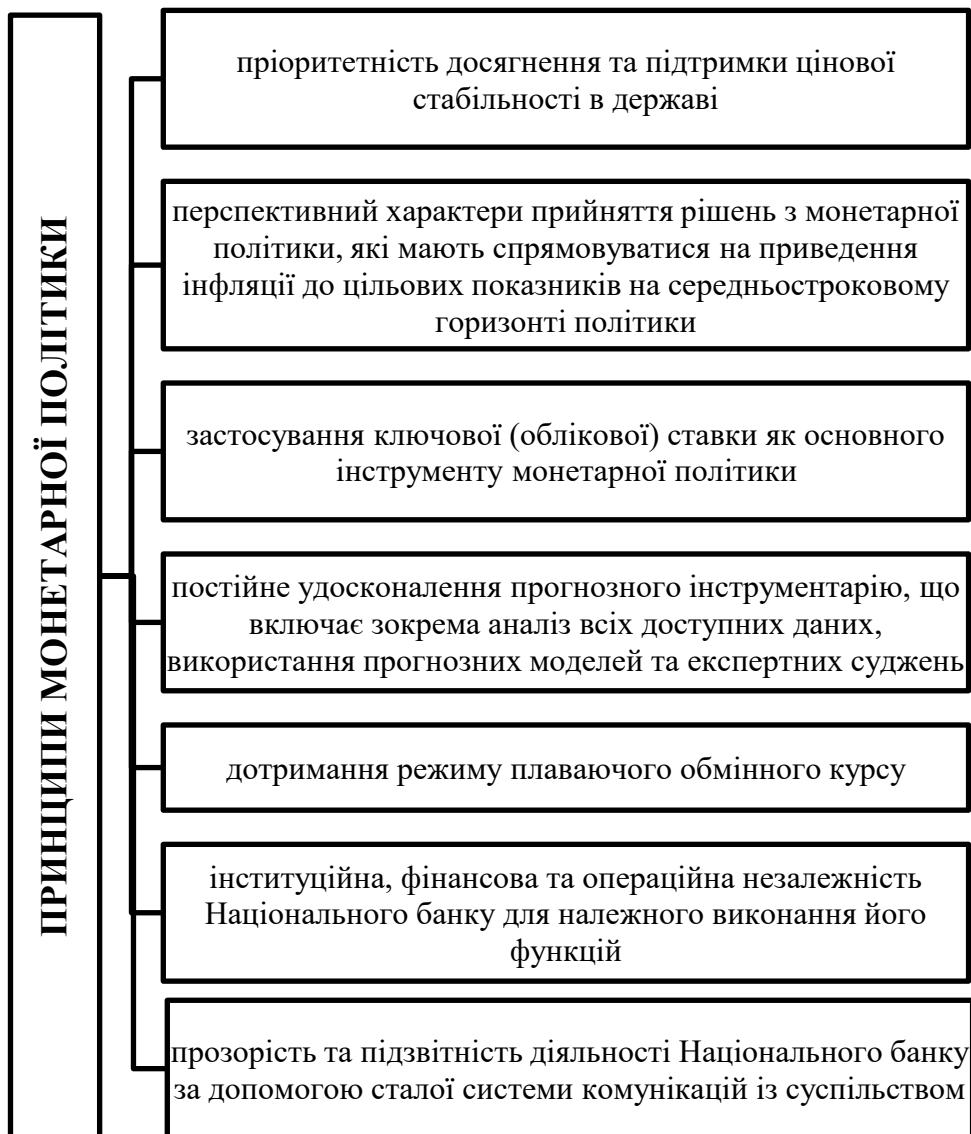 ПРИНЦИПИ МОНЕТАРНОЇ ПОЛІТИКИ
пріоритетність досягнення та підтримки цінової
стабільності в державі
перспективний характери прийняття рішень з монетарної
політики, які мають спрямовуватися на приведення
інфляції до цільових показників на середньостроковому
горизонті політики
застосування ключової (облікової) ставки як основного
інструменту монетарної політики
постійне удосконалення прогнозного інструментарію, що
включає зокрема аналіз всіх доступних даних,
використання прогнозних моделей та експертних суджень
дотримання режиму плаваючого обмінного курсу
інституційна, фінансова та операційна незалежність
Національного банку для належного виконання його
функцій
прозорість та підзвітність діяльності Національного банку
за допомогою сталої системи комунікацій із суспільством